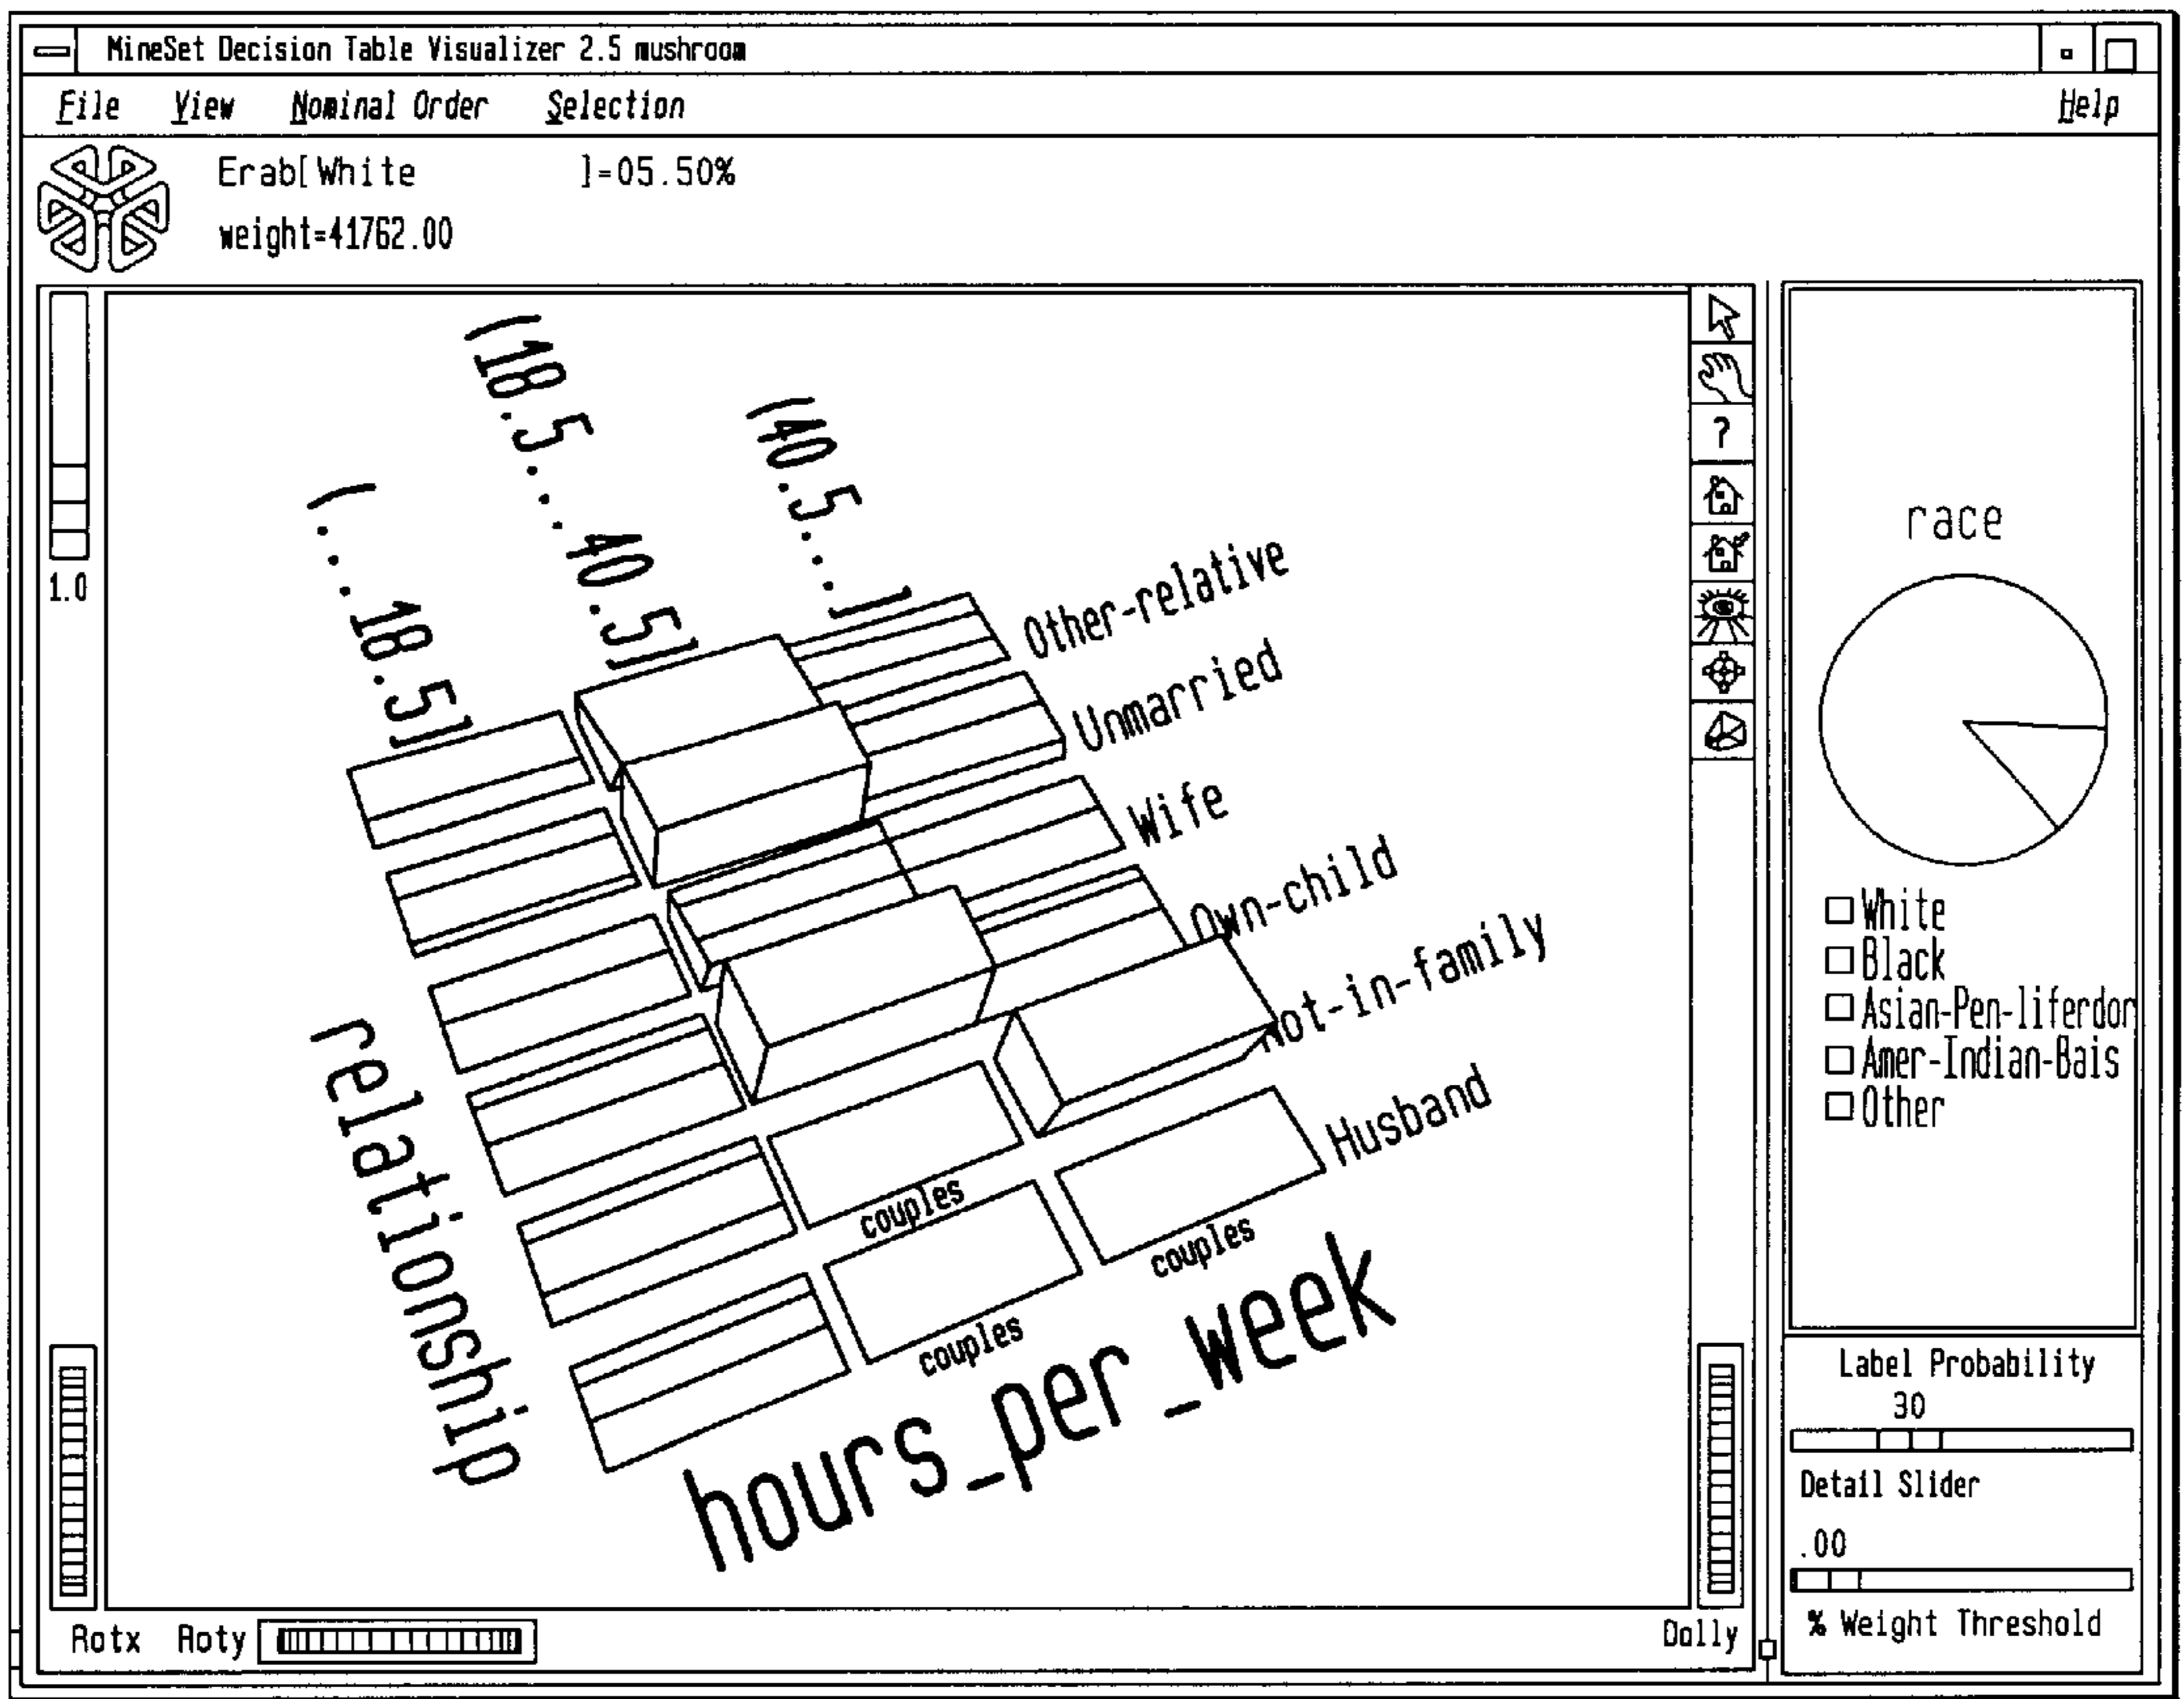 MineSet Decision Table Visualizer 2.5 mushroom
File View Nominal Order Selection Help
Erab[White ]=05.50%
weight=41762.00
1.0
(...18.5]
(18.5...40.5]
(40.5...]
Other-relative
Unmarried
Wife
Own-child
Not-in-family
Husband
couples
couples
couples
relationship
hours_per_week
?
race
White
Black
Asian-Pen-liferdor
Amer-Indian-Bais
Other
Label Probability
30
Detail Slider
.00
% Weight Threshold
Rotx Roty Dolly